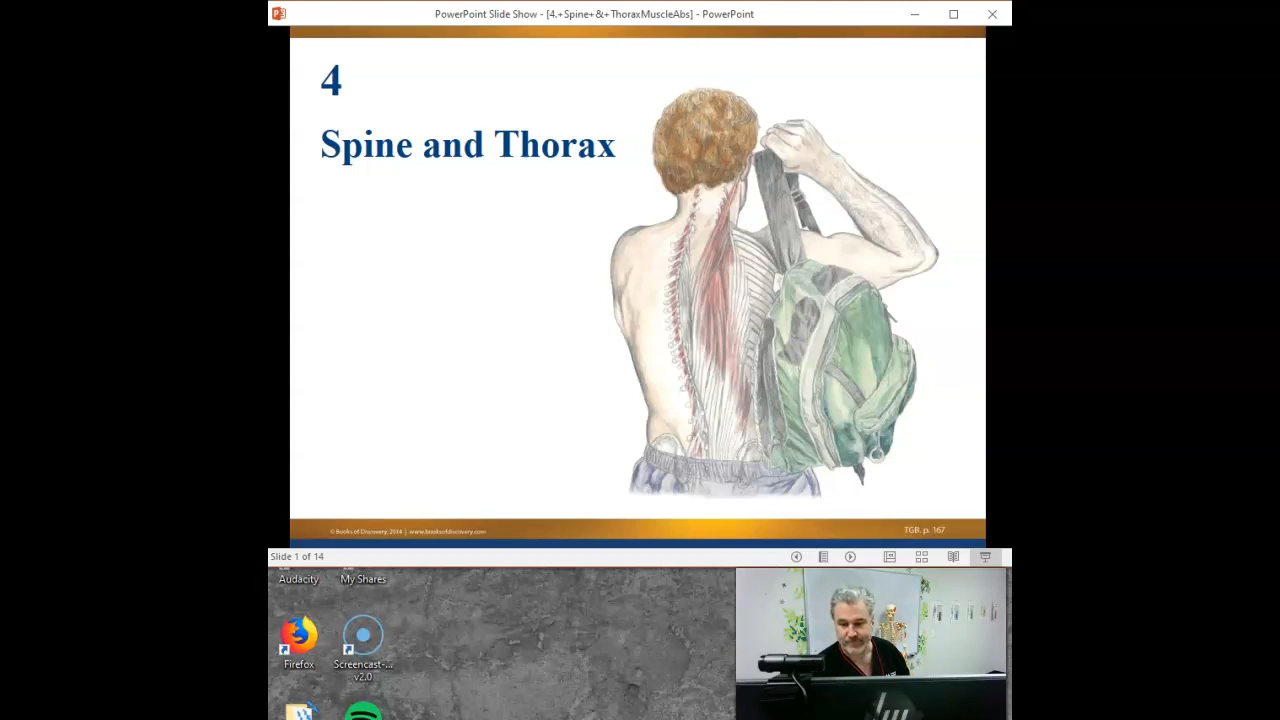 PowerPoint Slide Show - [4.+Spine+&+ThoraxMuscleAbs] - PowerPoint
4
Spine and Thorax
© Books of Discovery, 2014 | www.booksofdiscovery.com
TGB. p. 167
Slide 1 of 14
Audacity
My Shares
Firefox
Screencast-...
v2.0
hp